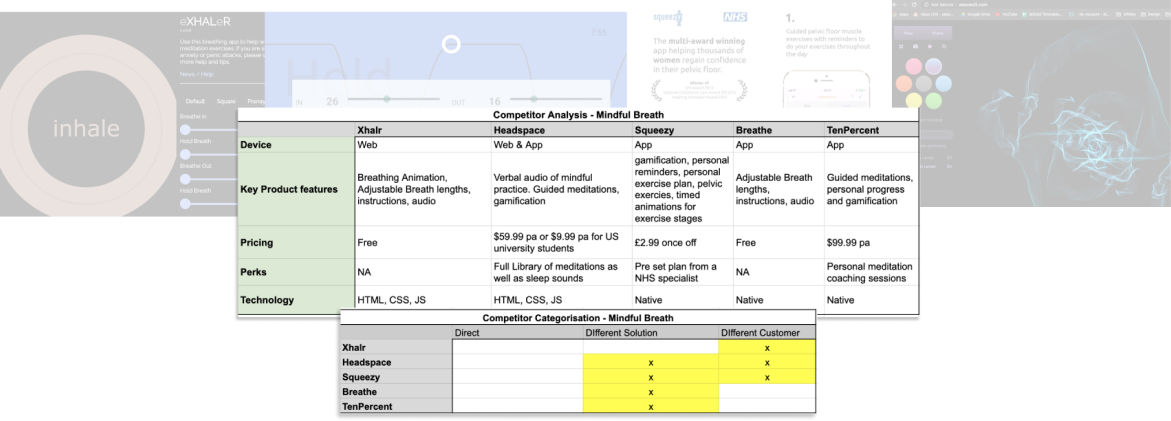 eXHALeR
Use this breathing app to help w
meditation exercises. If you are e
anxiety or panic attacks, please
more help and tips.
News / Help
Default Square Pranay
Breathe In
Hold Breath
Breathe Out
Hold Breath
inhale
7:55
Hold
IN 26 OUT 16
squeezy NHS
The multi-award winning
app helping thousands of
women regain confidence
in their pelvic floor.
1.
Guided pelvic floor muscle
exercises with reminders to
do your exercises throughout
the day
Competitor Analysis - Mindful Breath
Xhalr Headspace Squeezy Breathe TenPercent
Device Web Web & App App App App
Key Product features
Breathing Animation,
Adjustable Breath lengths,
instructions, audio
Verbal audio of mindful
practice. Guided meditations,
gamification
gamification, personal
reminders, personal
exercise plan, pelvic
exercies, timed
animations for
exercise stages
Adjustable Breath
lengths,
instructions, audio
Guided meditations,
personal progress
and gamification
Pricing
Free
$59.99 pa or $9.99 pa for US
university students
£2.99 once off
Free
$99.99 pa
Perks
NA
Full Library of meditations as
well as sleep sounds
Pre set plan from a
NHS specialist
NA
Personal meditation
coaching sessions
Technology HTML, CSS, JS HTML, CSS, JS Native Native Native
Competitor Categorisation - Mindful Breath
Direct DIfferent Solution DIfferent Customer
Xhalr x
Headspace x x
Squeezy x x
Breathe x
TenPercent x